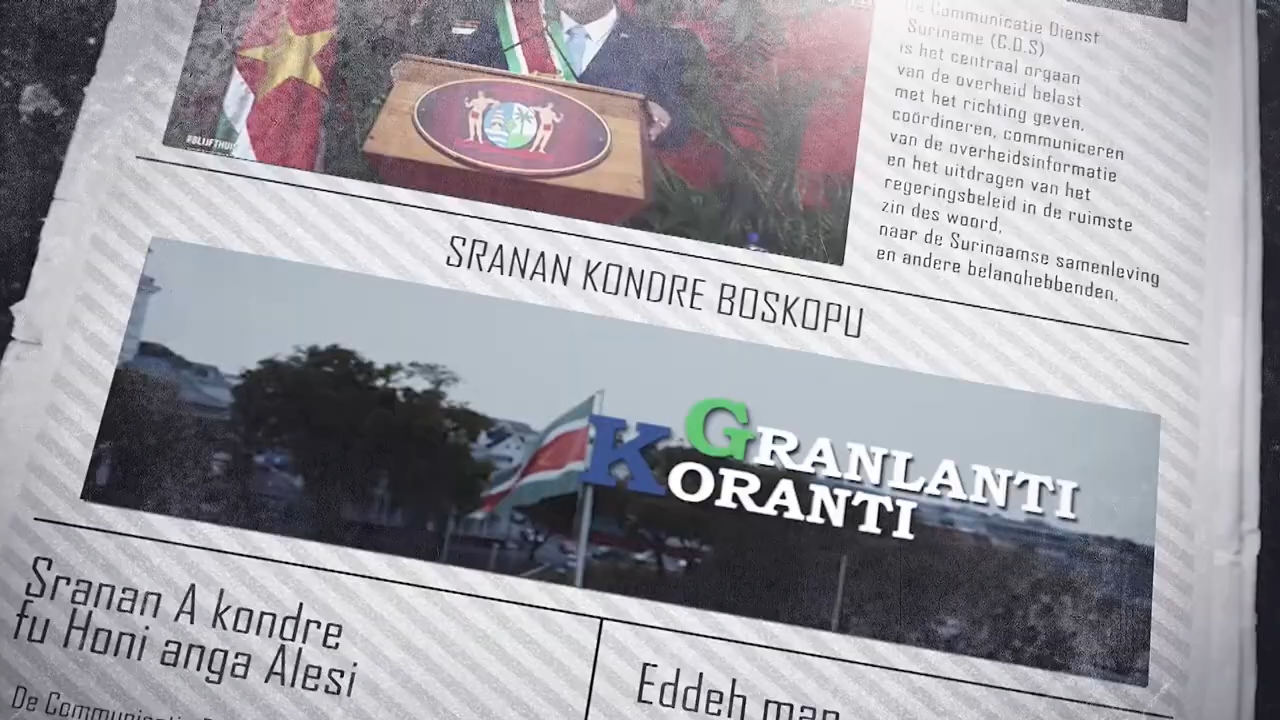 #BLIJFTHUIS
De Communicatie Dienst
Suriname (C.D.S)
is het centraal orgaan
van de overheid belast
met het richting geven,
coördineren, communiceren
van de overheidsinformatie
en het uitdragen van het
regeringsbeleid in de ruimste
zin des woord,
naar de Surinaamse samenleving
en andere belanghebbenden.
SRANAN KONDRE BOSKOPU
GRANLANTI
KORANTI
Sranan A kondre
fu Honi anga Alesi
Eddeh man
De